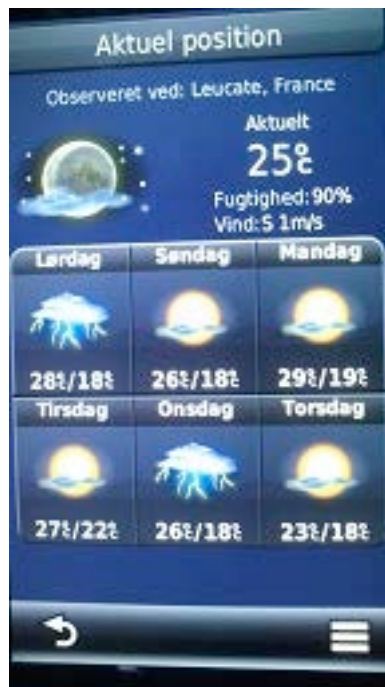 Aktuel position
Observeret ved: Leucate, France
Aktuelt
25°C
Fugtighed: 90%
Vind: S 1m/s
Lørdag Søndag Mandag
28°C/18°C 26°C/18°C 29°C/19°C
Tirsdag Onsdag Torsdag
27°C/22°C 26°C/18°C 23°C/18°C